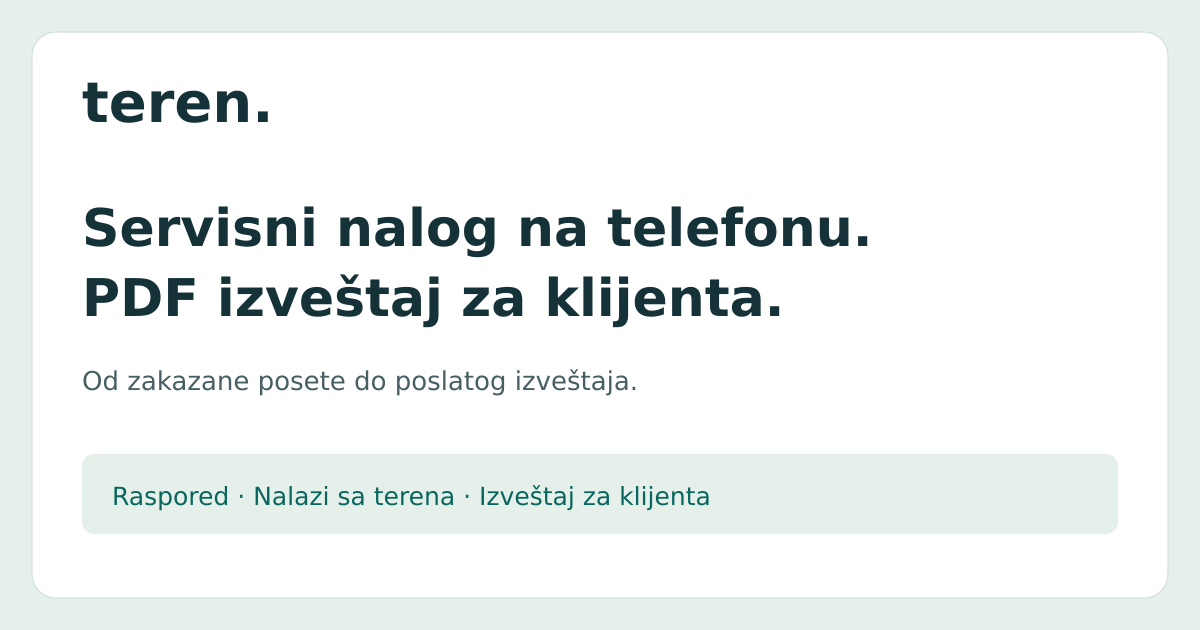 teren.
Servisni nalog na telefonu.
PDF izveštaj za klijenta.
Od zakazane posete do poslatog izveštaja.
Raspored · Nalazi sa terena · Izveštaj za klijenta